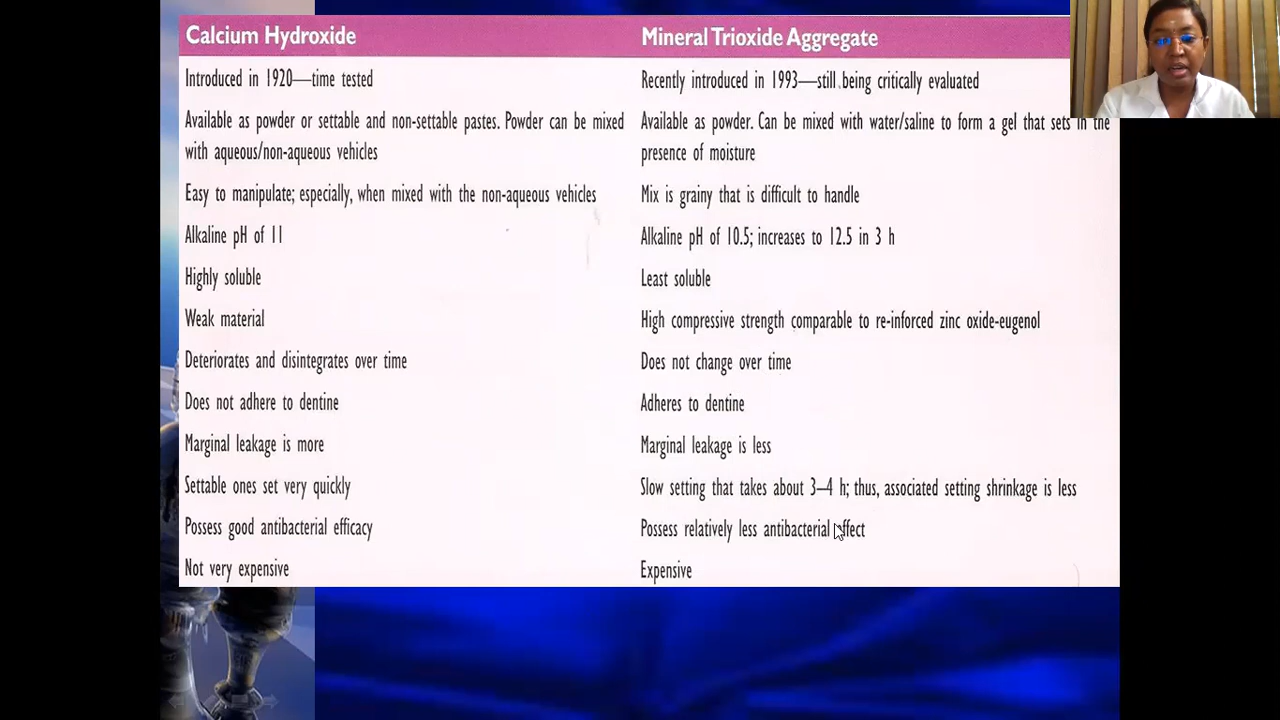 Calcium Hydroxide
Mineral Trioxide Aggregate
Introduced in 1920—time tested
Recently introduced in 1993—still being critically evaluated
Available as powder or settable and non-settable pastes. Powder can be mixed
with aqueous/non-aqueous vehicles
Available as powder. Can be mixed with water/saline to form a gel that sets in the
presence of moisture
Easy to manipulate; especially, when mixed with the non-aqueous vehicles
Mix is grainy that is difficult to handle
Alkaline pH of 11
Alkaline pH of 10.5; increases to 12.5 in 3 h
Highly soluble
Least soluble
Weak material
High compressive strength comparable to re-inforced zinc oxide-eugenol
Deteriorates and disintegrates over time
Does not change over time
Does not adhere to dentine
Adheres to dentine
Marginal leakage is more
Marginal leakage is less
Settable ones set very quickly
Slow setting that takes about 3–4 h; thus, associated setting shrinkage is less
Possess good antibacterial efficacy
Possess relatively less antibacterial effect
Not very expensive
Expensive